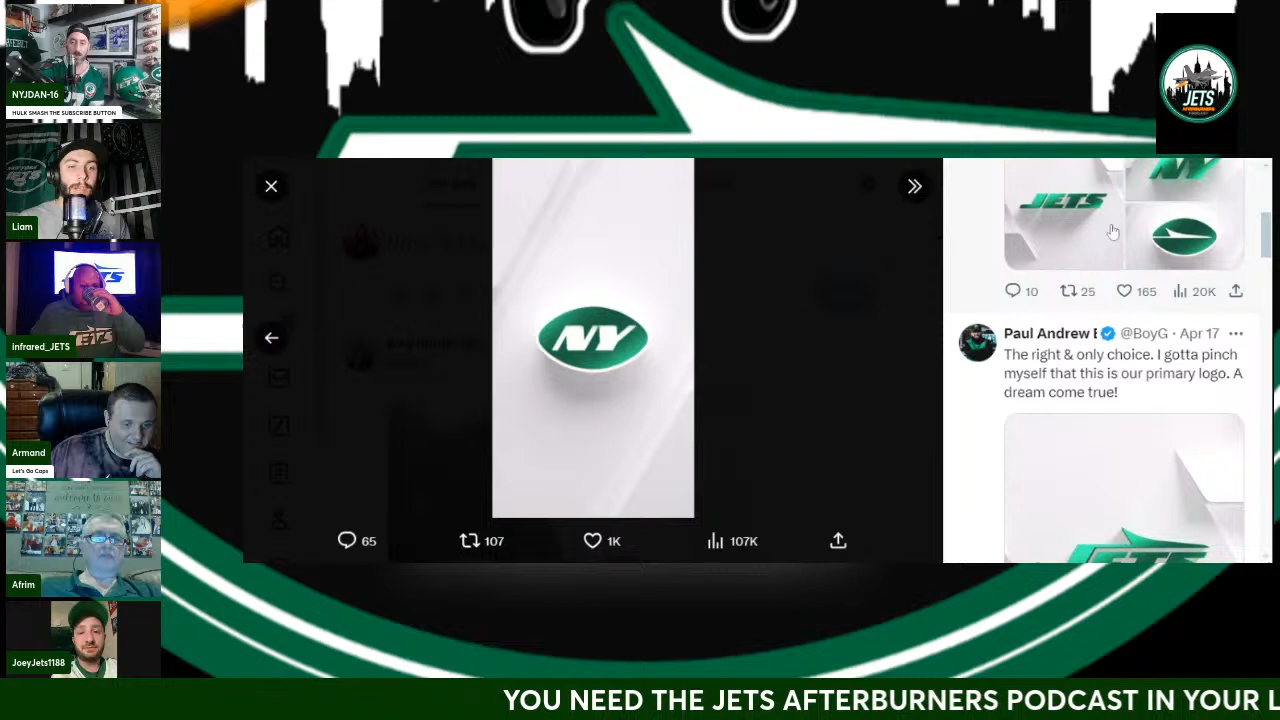 NYJDAN-16
HULK SMASH THE SUBSCRIBE BUTTON
Liam
infrared_JETS
Armand
Let's Go Caps
Afrim
JoeyJets1188
JETS
AFTERBURNERS
PODCAST
NY
65
107
1K
107K
JETS
NY
10
25
165
20K
Paul Andrew E @BoyG · Apr 17
The right & only choice. I gotta pinch
myself that this is our primary logo. A
dream come true!
YOU NEED THE JETS AFTERBURNERS PODCAST IN YOUR L